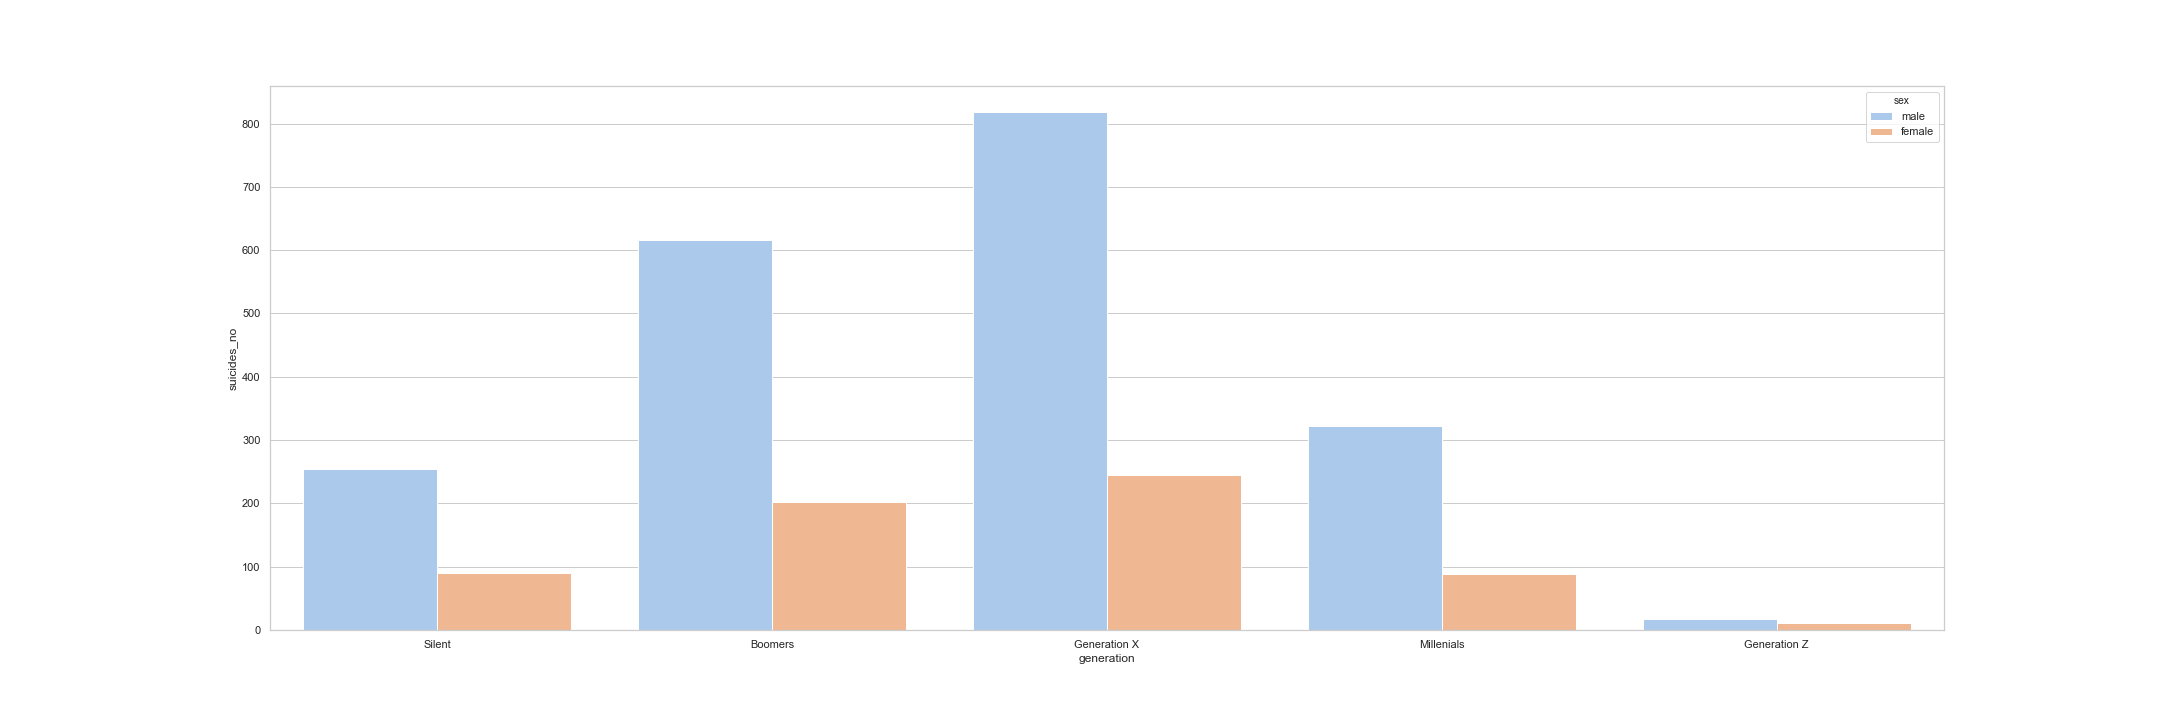 sex
male
female
800
700
600
500
400
300
200
100
0
suicides_no
Silent
Boomers
Generation X
Millenials
Generation Z
generation